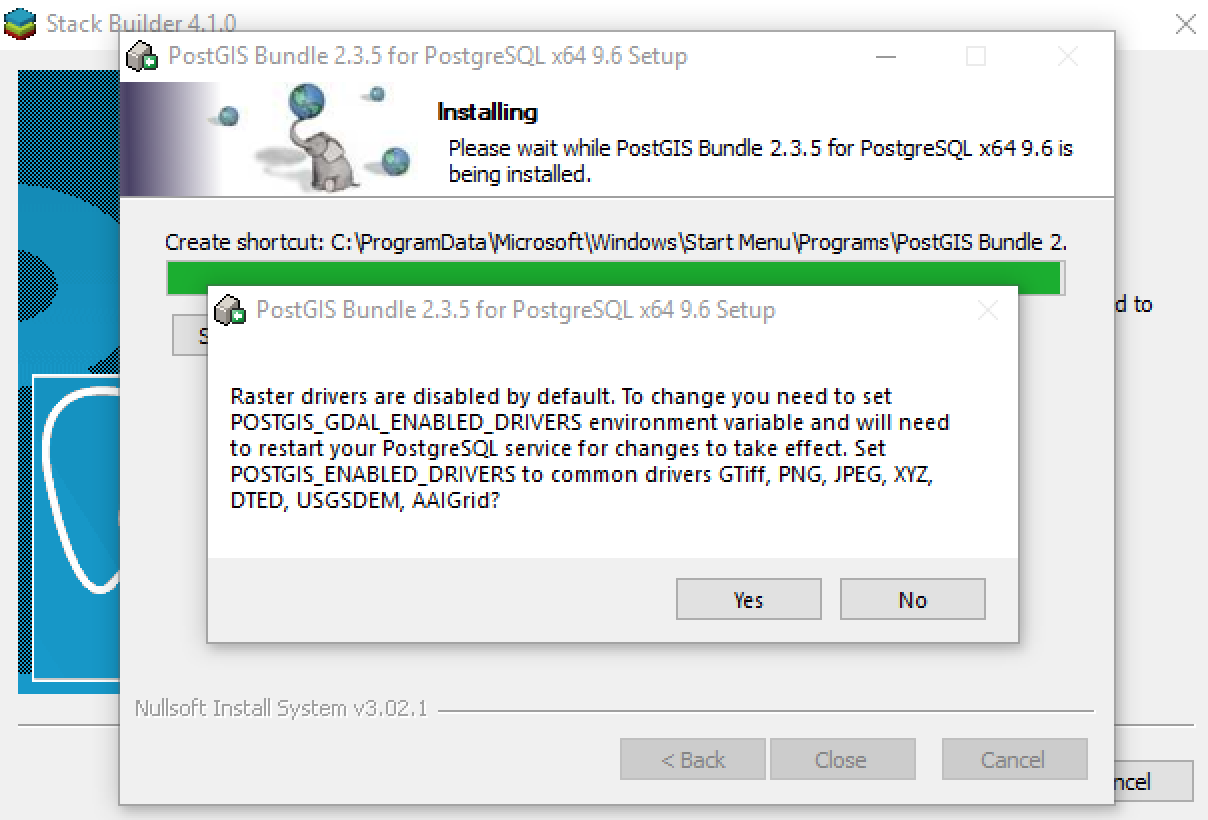 Stack Builder 4.1.0
PostGIS Bundle 2.3.5 for PostgreSQL x64 9.6 Setup
Installing
Please wait while PostGIS Bundle 2.3.5 for PostgreSQL x64 9.6 is
being installed.
Create shortcut: C:\ProgramData\Microsoft\Windows\Start Menu\Programs\PostGIS Bundle 2.
d to
PostGIS Bundle 2.3.5 for PostgreSQL x64 9.6 Setup
S
Raster drivers are disabled by default. To change you need to set
POSTGIS_GDAL_ENABLED_DRIVERS environment variable and will need
to restart your PostgreSQL service for changes to take effect. Set
POSTGIS_ENABLED_DRIVERS to common drivers GTiff, PNG, JPEG, XYZ,
DTED, USGSDEM, AAIGrid?
Yes No
Nullsoft Install System v3.02.1
< Back Close Cancel
ncel